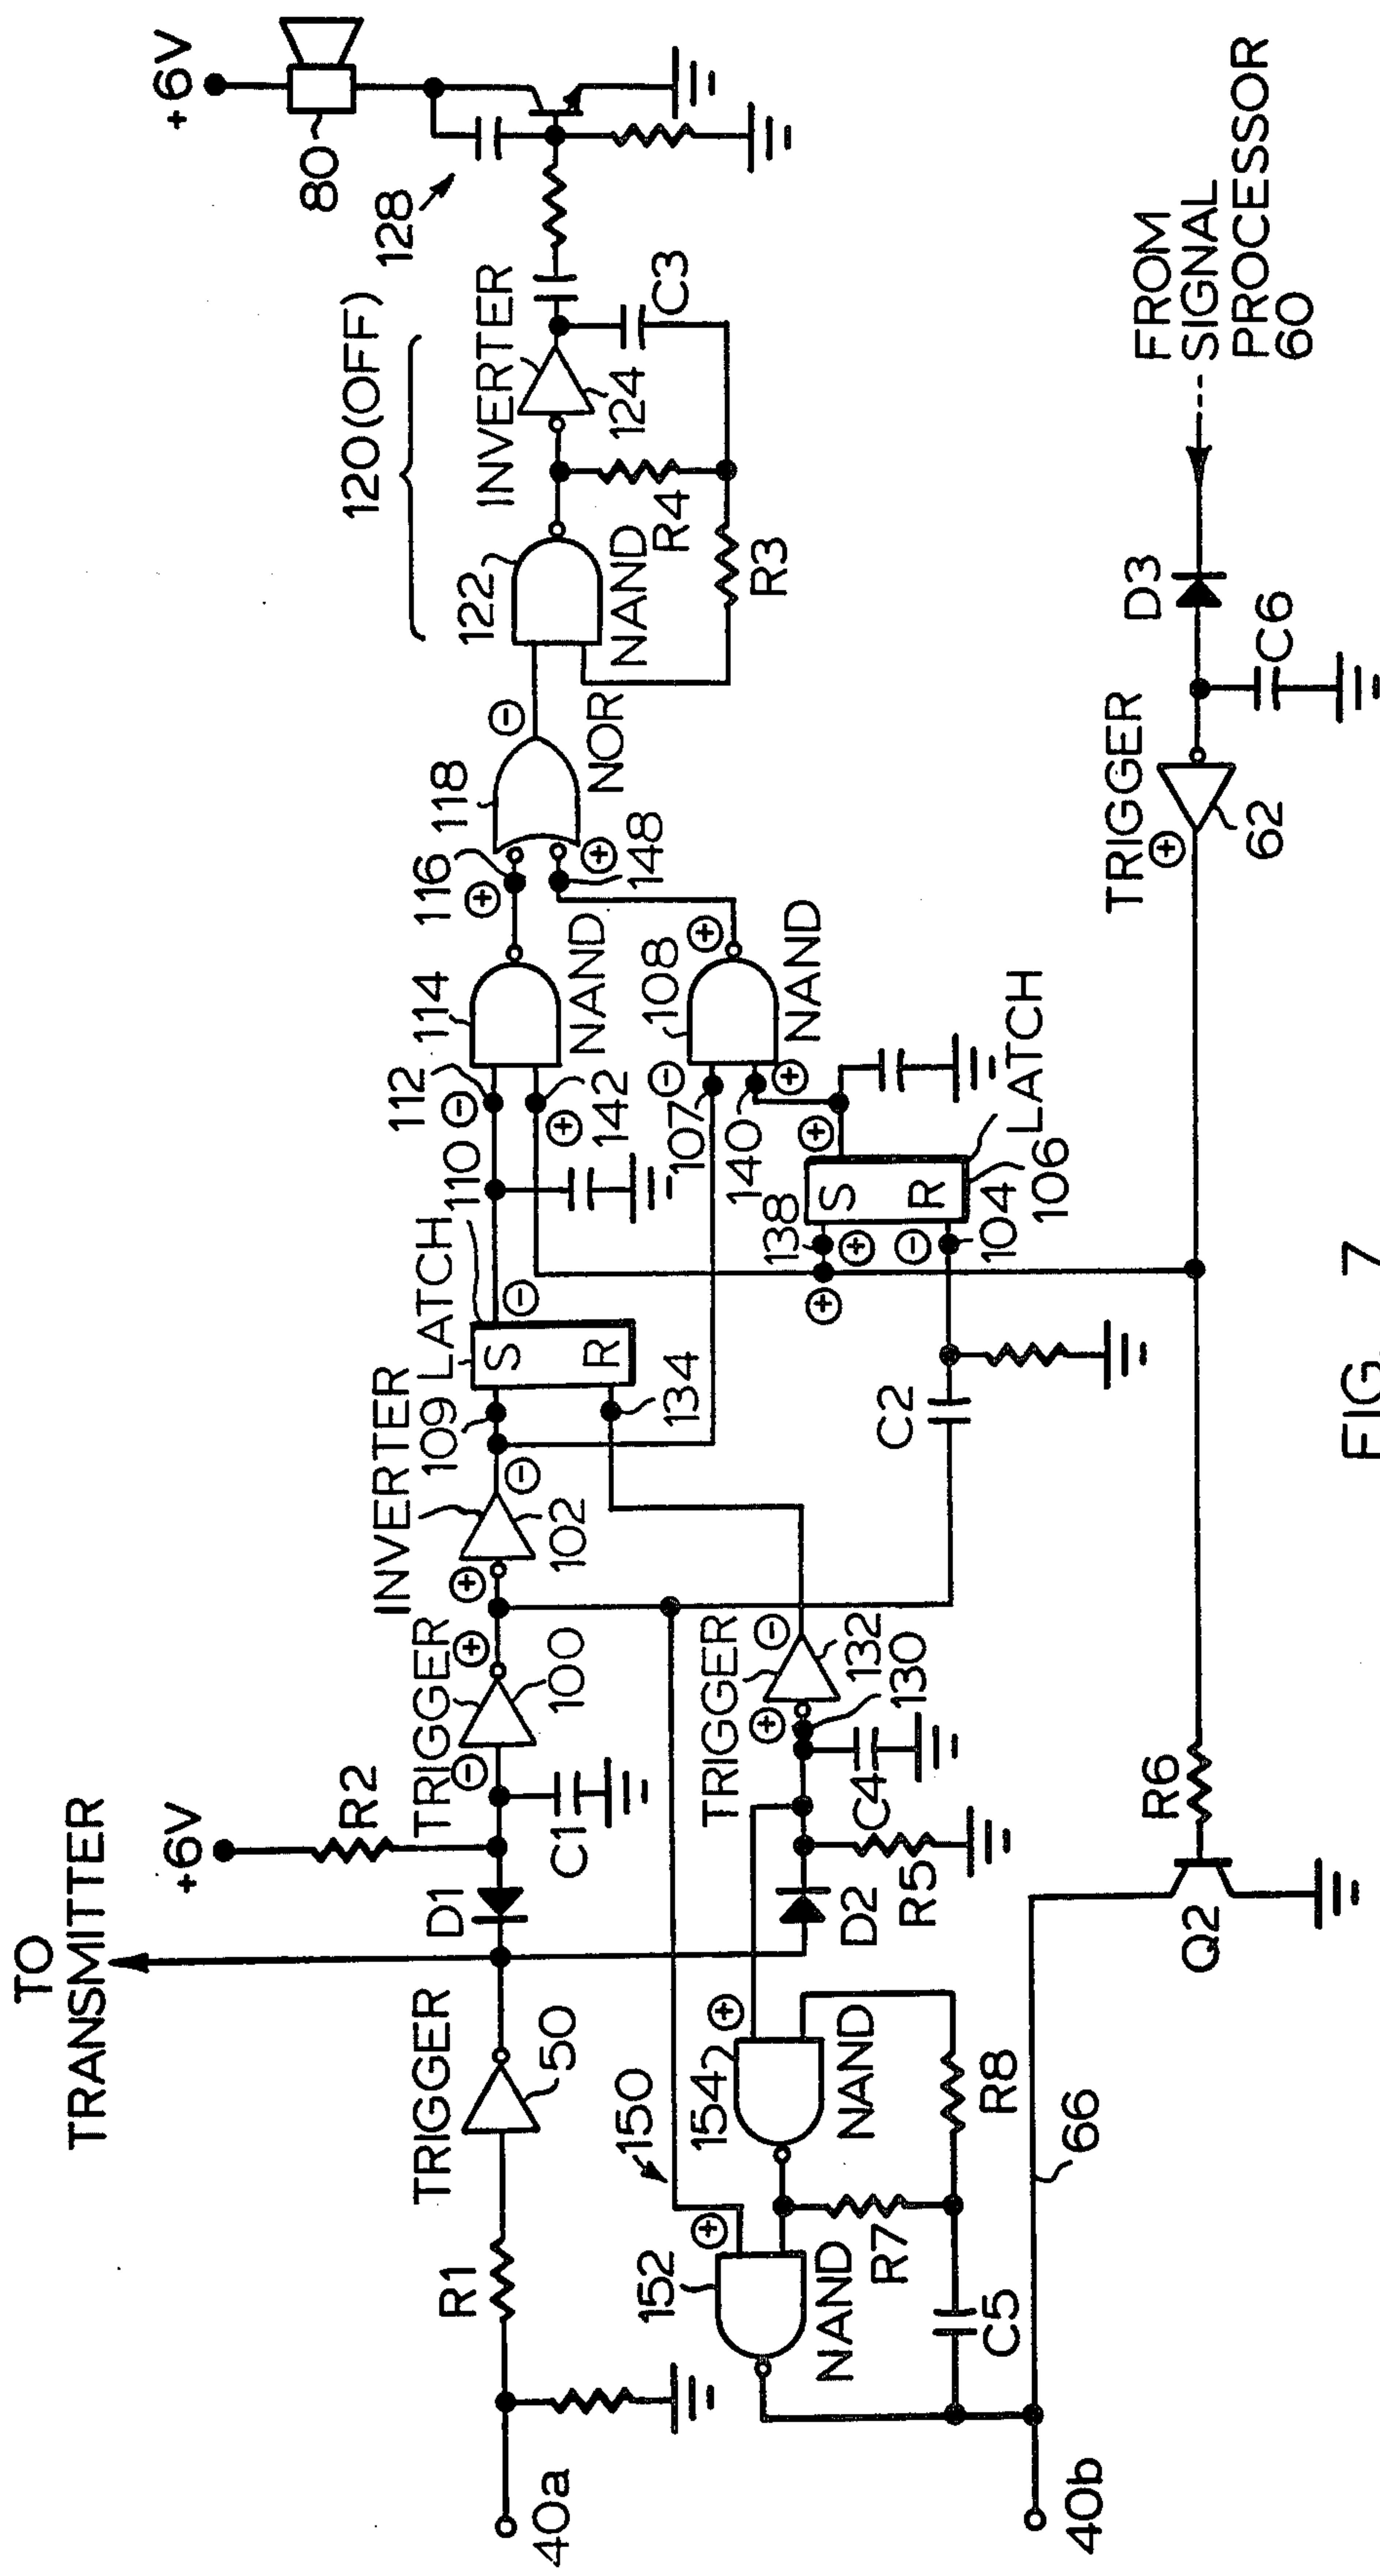 TO
TRANSMITTER
+6V
R2
TRIGGER
50
R1
40a
D1
C1
TRIGGER
100
INVERTER
102
109
LATCH
S
R
134
110
112
142
114
NAND
116
118
NOR
148
120(OFF)
122
NAND
INVERTER
124
R4
R3
C3
128
80
+6V
107
140
108
NAND
138
S
R
LATCH
104
106
C2
TRIGGER
132
130
C4
R5
D2
150
154
NAND
152
NAND
R7
R8
C5
66
40b
Q2
R6
TRIGGER
62
D3
C6
FROM
SIGNAL
PROCESSOR
60
FIG. 7